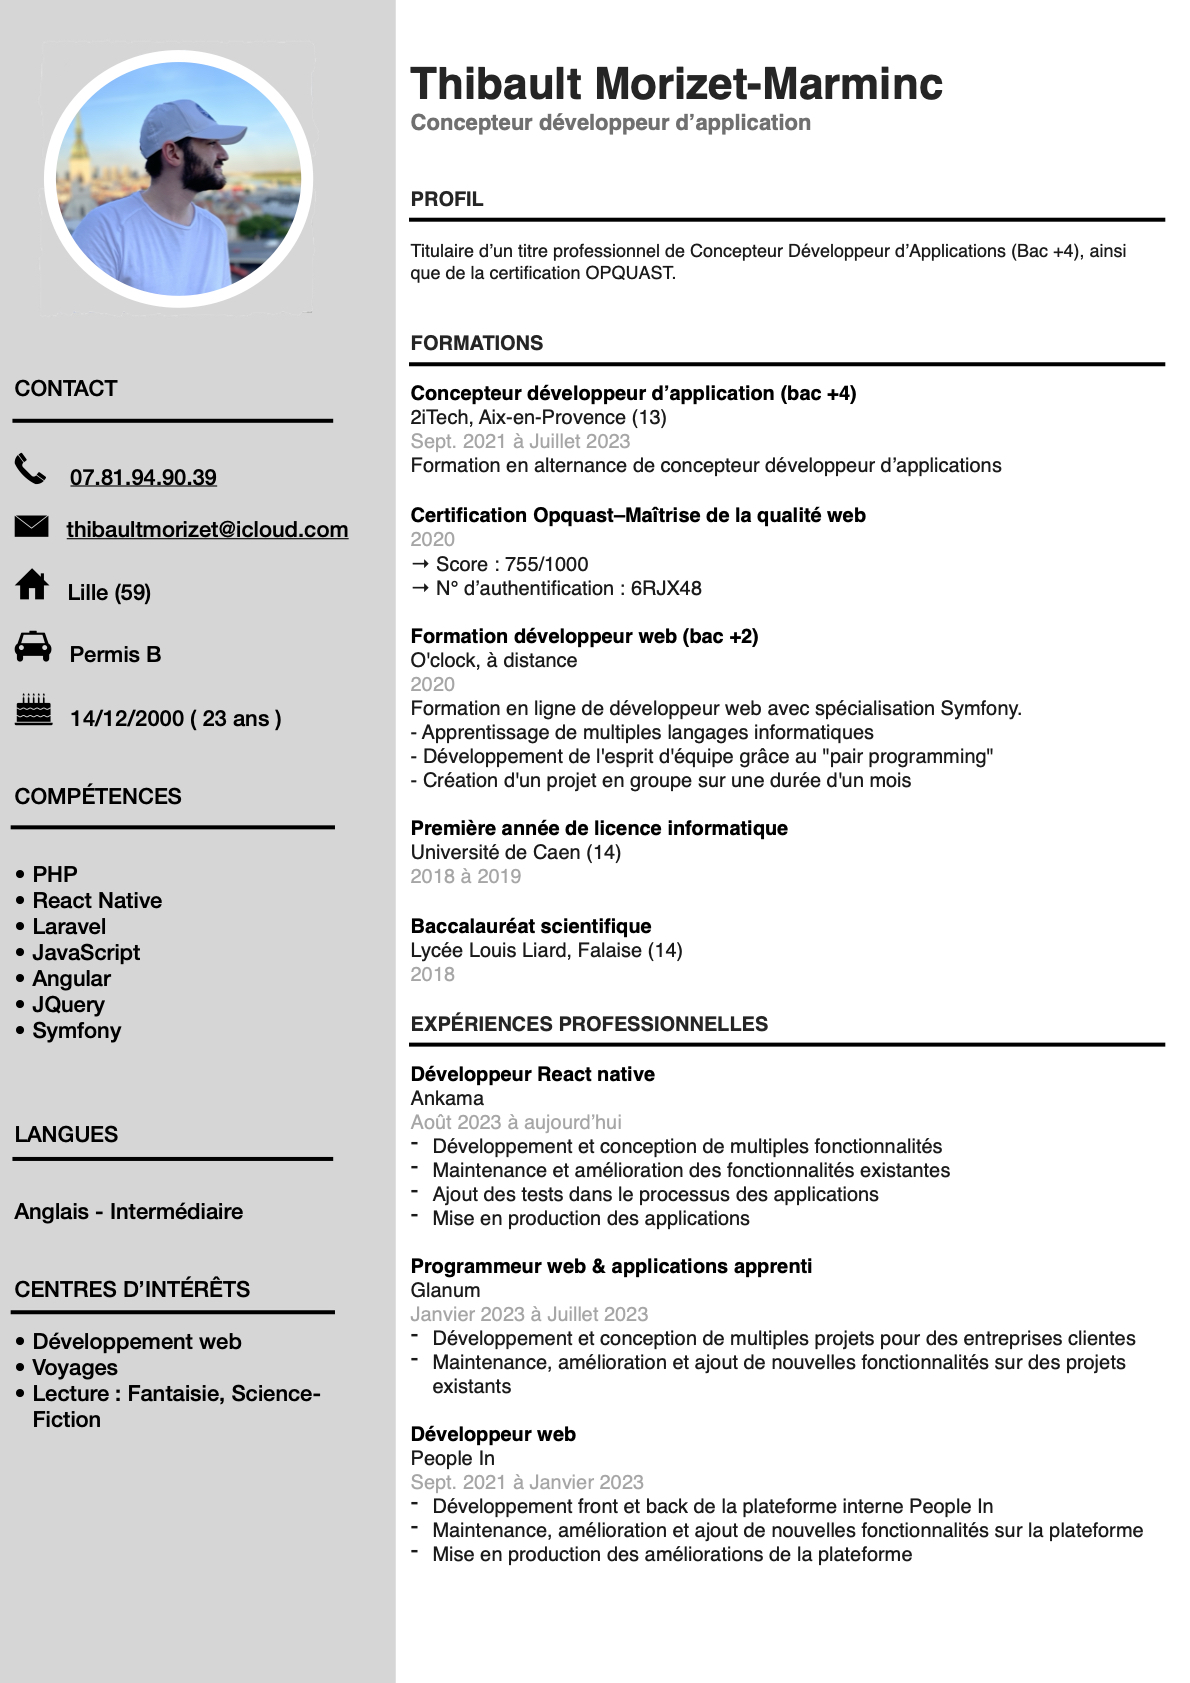 Thibault Morizet-Marminc
Concepteur développeur d’application
CONTACT
07.81.94.90.39
thibaultmorizet@icloud.com
Lille (59)
Permis B
14/12/2000 ( 23 ans )
COMPÉTENCES
• PHP
• React Native
• Laravel
• JavaScript
• Angular
• JQuery
• Symfony
LANGUES
Anglais - Intermédiaire
CENTRES D’INTÉRÊTS
• Développement web
• Voyages
• Lecture : Fantaisie, Science-
Fiction
PROFIL
Titulaire d’un titre professionnel de Concepteur Développeur d’Applications (Bac +4), ainsi
que de la certification OPQUAST.
FORMATIONS
Concepteur développeur d’application (bac +4)
2iTech, Aix-en-Provence (13)
Sept. 2021 à Juillet 2023
Formation en alternance de concepteur développeur d’applications
Certification Opquast–Maîtrise de la qualité web
2020
→ Score : 755/1000
→ N° d’authentification : 6RJX48
Formation développeur web (bac +2)
O'clock, à distance
2020
Formation en ligne de développeur web avec spécialisation Symfony.
- Apprentissage de multiples langages informatiques
- Développement de l'esprit d'équipe grâce au "pair programming"
- Création d'un projet en groupe sur une durée d'un mois
Première année de licence informatique
Université de Caen (14)
2018 à 2019
Baccalauréat scientifique
Lycée Louis Liard, Falaise (14)
2018
EXPÉRIENCES PROFESSIONNELLES
Développeur React native
Ankama
Août 2023 à aujourd’hui
- Développement et conception de multiples fonctionnalités
- Maintenance et amélioration des fonctionnalités existantes
- Ajout des tests dans le processus des applications
- Mise en production des applications
Programmeur web & applications apprenti
Glanum
Janvier 2023 à Juillet 2023
- Développement et conception de multiples projets pour des entreprises clientes
- Maintenance, amélioration et ajout de nouvelles fonctionnalités sur des projets
existants
Développeur web
People In
Sept. 2021 à Janvier 2023
- Développement front et back de la plateforme interne People In
- Maintenance, amélioration et ajout de nouvelles fonctionnalités sur la plateforme
- Mise en production des améliorations de la plateforme